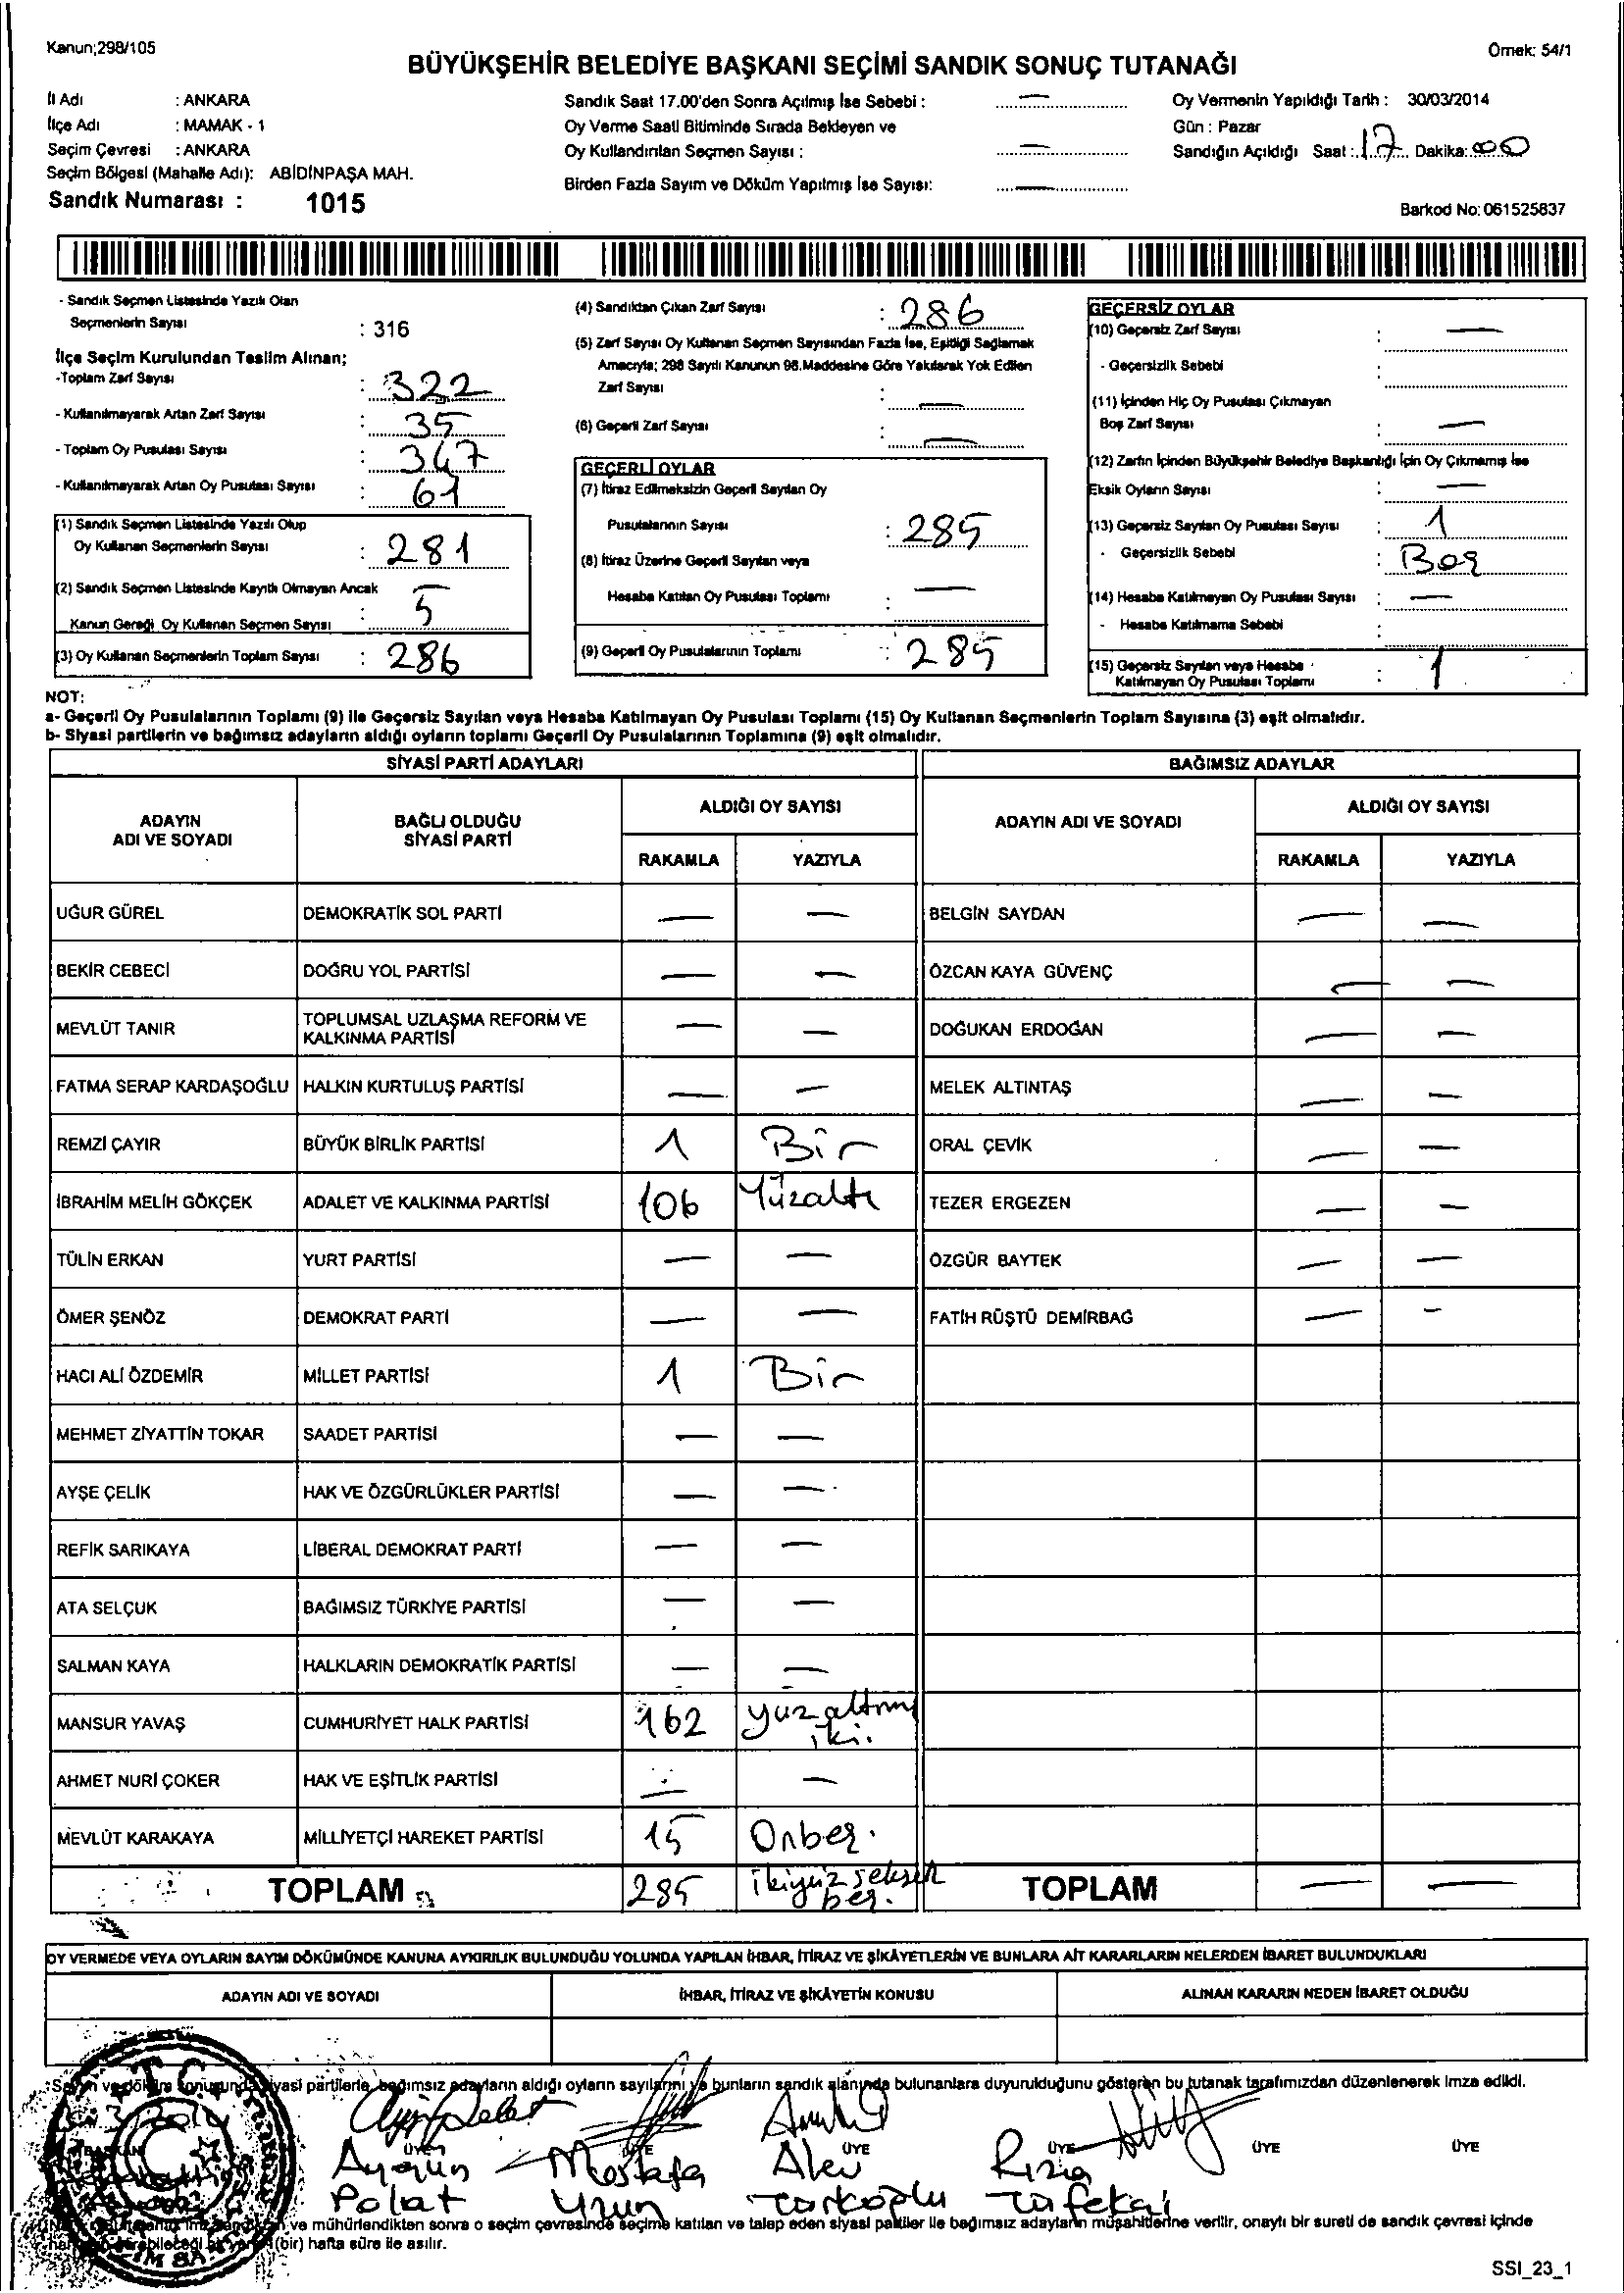 Kanun;298/105
Örnek: 54/1
BÜYÜKŞEHİR BELEDİYE BAŞKANI SEÇİMİ SANDIK SONUÇ TUTANAĞI
İl Adı : ANKARA
İlçe Adı : MAMAK - 1
Seçim Çevresi : ANKARA
Seçim Bölgesi (Mahalle Adı): ABİDİNPAŞA MAH.
Sandık Numarası : 1015
Sandık Saat 17.00'den Sonra Açılmış İse Sebebi : —
Oy Verme Saati Bitiminde Sırada Bekleyen ve
Oy Kullandırılan Seçmen Sayısı : —
Birden Fazla Sayım ve Döküm Yapılmış İse Sayısı: —
Oy Vermenin Yapıldığı Tarih : 30/03/2014
Gün : Pazar
Sandığın Açıldığı Saat : 17 Dakika: 00
Barkod No: 061525837
- Sandık Seçmen Listesinde Yazılı Olan
Seçmenlerin Sayısı : 316
İlçe Seçim Kurulundan Teslim Alınan;
-Toplam Zarf Sayısı : 322
- Kullanılmayarak Artan Zarf Sayısı : 35
- Toplam Oy Pusulası Sayısı : 347
- Kullanılmayarak Artan Oy Pusulası Sayısı : 61
(1) Sandık Seçmen Listesinde Yazılı Olup
Oy Kullanan Seçmenlerin Sayısı : 281
(2) Sandık Seçmen Listesinde Kayıtlı Olmayan Ancak
Kanun Gereği Oy Kullanan Seçmen Sayısı : 5
(3) Oy Kullanan Seçmenlerin Toplam Sayısı : 286
(4) Sandıktan Çıkan Zarf Sayısı : 286
(5) Zarf Sayısı Oy Kullanan Seçmen Sayısından Fazla İse, Eşitliği Sağlamak
Amacıyla; 298 Sayılı Kanunun 98.Maddesine Göre Yakılarak Yok Edilen
Zarf Sayısı : —
(6) Geçerli Zarf Sayısı : —
GEÇERLİ OYLAR
(7) İtiraz Edilmeksizin Geçerli Sayılan Oy
Pusulalarının Sayısı : 285
(8) İtiraz Üzerine Geçerli Sayılan veya
Hesaba Katılan Oy Pusulası Toplamı : —
(9) Geçerli Oy Pusulalarının Toplamı : 285
GEÇERSİZ OYLAR
(10) Geçersiz Zarf Sayısı : —
- Geçersizlik Sebebi :
(11) İçinden Hiç Oy Pusulası Çıkmayan
Boş Zarf Sayısı : —
(12) Zarfın İçinden Büyükşehir Belediye Başkanlığı İçin Oy Çıkmamış İse
Eksik Oyların Sayısı : —
(13) Geçersiz Sayılan Oy Pusulası Sayısı : 1
- Geçersizlik Sebebi : Boş
(14) Hesaba Katılmayan Oy Pusulası Sayısı : —
- Hesaba Katılmama Sebebi :
(15) Geçersiz Sayılan veya Hesaba
Katılmayan Oy Pusulası Toplamı : 1
NOT:
a- Geçerli Oy Pusulalarının Toplamı (9) ile Geçersiz Sayılan veya Hesaba Katılmayan Oy Pusulası Toplamı (15) Oy Kullanan Seçmenlerin Toplam Sayısına (3) eşit olmalıdır.
b- Siyasi partilerin ve bağımsız adayların aldığı oyların toplamı Geçerli Oy Pusulalarının Toplamına (9) eşit olmalıdır.
SİYASİ PARTİ ADAYLARI BAĞIMSIZ ADAYLAR
ADAYIN ADI VE SOYADI BAĞLI OLDUĞU SİYASİ PARTİ ALDIĞI OY SAYISI ADAYIN ADI VE SOYADI ALDIĞI OY SAYISI
RAKAMLA YAZIYLA RAKAMLA YAZIYLA
UĞUR GÜREL DEMOKRATİK SOL PARTİ — — BELGİN SAYDAN — —
BEKİR CEBECİ DOĞRU YOL PARTİSİ — — ÖZCAN KAYA GÜVENÇ — —
MEVLÜT TANIR TOPLUMSAL UZLAŞMA REFORM VE KALKINMA PARTİSİ — — DOĞUKAN ERDOĞAN — —
FATMA SERAP KARDAŞOĞLU HALKIN KURTULUŞ PARTİSİ — — MELEK ALTINTAŞ — —
REMZİ ÇAYIR BÜYÜK BİRLİK PARTİSİ 1 Bir ORAL ÇEVİK — —
İBRAHİM MELİH GÖKÇEK ADALET VE KALKINMA PARTİSİ 106 Yüzaltı TEZER ERGEZEN — —
TÜLİN ERKAN YURT PARTİSİ — — ÖZGÜR BAYTEK — —
ÖMER ŞENÖZ DEMOKRAT PARTİ — — FATİH RÜŞTÜ DEMİRBAĞ — —
HACI ALİ ÖZDEMİR MİLLET PARTİSİ 1 Bir
MEHMET ZİYATTİN TOKAR SAADET PARTİSİ — —
AYŞE ÇELİK HAK VE ÖZGÜRLÜKLER PARTİSİ — —
REFİK SARIKAYA LİBERAL DEMOKRAT PARTİ — —
ATA SELÇUK BAĞIMSIZ TÜRKİYE PARTİSİ — —
SALMAN KAYA HALKLARIN DEMOKRATİK PARTİSİ — —
MANSUR YAVAŞ CUMHURİYET HALK PARTİSİ 162 yüzaltmış iki.
AHMET NURİ ÇOKER HAK VE EŞİTLİK PARTİSİ — —
MEVLÜT KARAKAYA MİLLİYETÇİ HAREKET PARTİSİ 15 Onbeş.
TOPLAM 285 ikiyüzseksen beş. TOPLAM — —
OY VERMEDE VEYA OYLARIN SAYIM DÖKÜMÜNDE KANUNA AYKIRILIK BULUNDUĞU YOLUNDA YAPILAN İHBAR, İTİRAZ VE ŞİKÂYETLERİN VE BUNLARA AİT KARARLARIN NELERDEN İBARET BULUNDUKLARI
ADAYIN ADI VE SOYADI İHBAR, İTİRAZ VE ŞİKÂYETİN KONUSU ALINAN KARARIN NEDEN İBARET OLDUĞU
Sayım ve döküm sonucunda siyasi partilerle, bağımsız adayların aldığı oyların sayılarını ve bunların sandık alanında bulunanlara duyurulduğunu gösteren bu tutanak tarafımızdan düzenlenerek imza edildi.
T.C.
BAŞKAN ÜYE ÜYE ÜYE ÜYE ÜYE ÜYE
Aygün Mustafa Alev Rıza
Polat Uzun Türkoğlu Tüfekçi
ve mühürlendikten sonra o seçim çevresinde seçime katılan ve talep eden siyasi partiler ile bağımsız adayların müşahitlerine verilir, onaylı bir sureti de sandık çevresi içinde
(bir) hafta süre ile asılır.
SSI_23_1